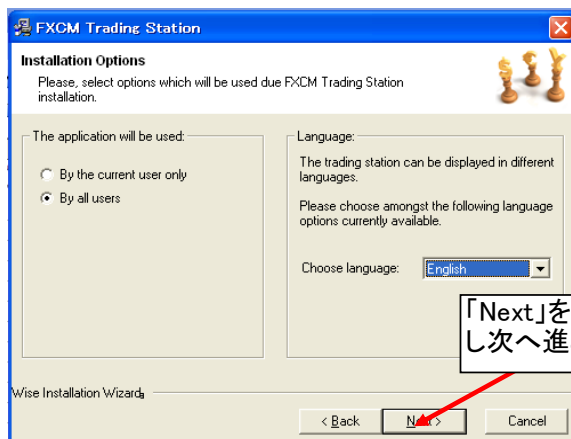 FXCM Trading Station
Installation Options
Please, select options which will be used due FXCM Trading Station
installation.
The application will be used:
By the current user only
By all users
Language:
The trading station can be displayed in different
languages.
Please choose amongst the following language
options currently available.
Choose language:
English
「Next」を
し次へ進
Wise Installation Wizard
< Back
Next >
Cancel